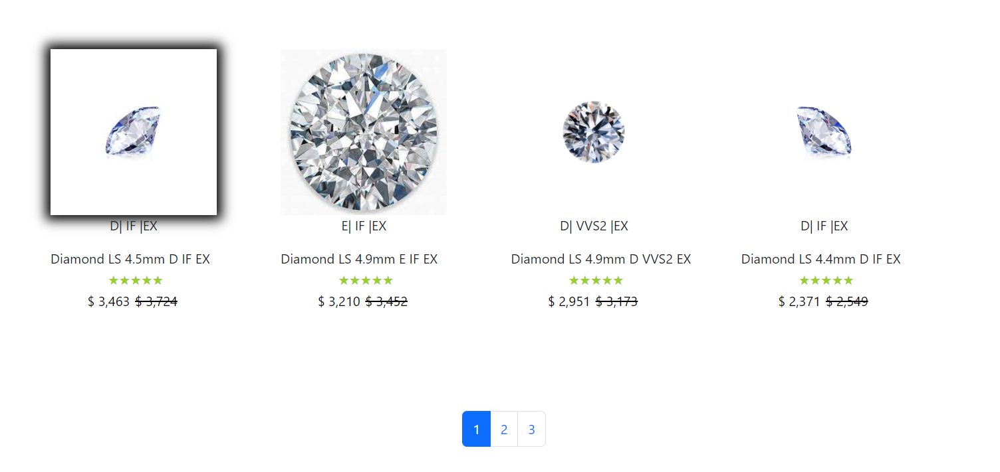 D| IF |EX
Diamond LS 4.5mm D IF EX
★★★★★
$ 3,463 $ 3,724
E| IF |EX
Diamond LS 4.9mm E IF EX
★★★★★
$ 3,210 $ 3,452
D| VVS2 |EX
Diamond LS 4.9mm D VVS2 EX
★★★★★
$ 2,951 $ 3,173
D| IF |EX
Diamond LS 4.4mm D IF EX
★★★★★
$ 2,371 $ 2,549
1 2 3